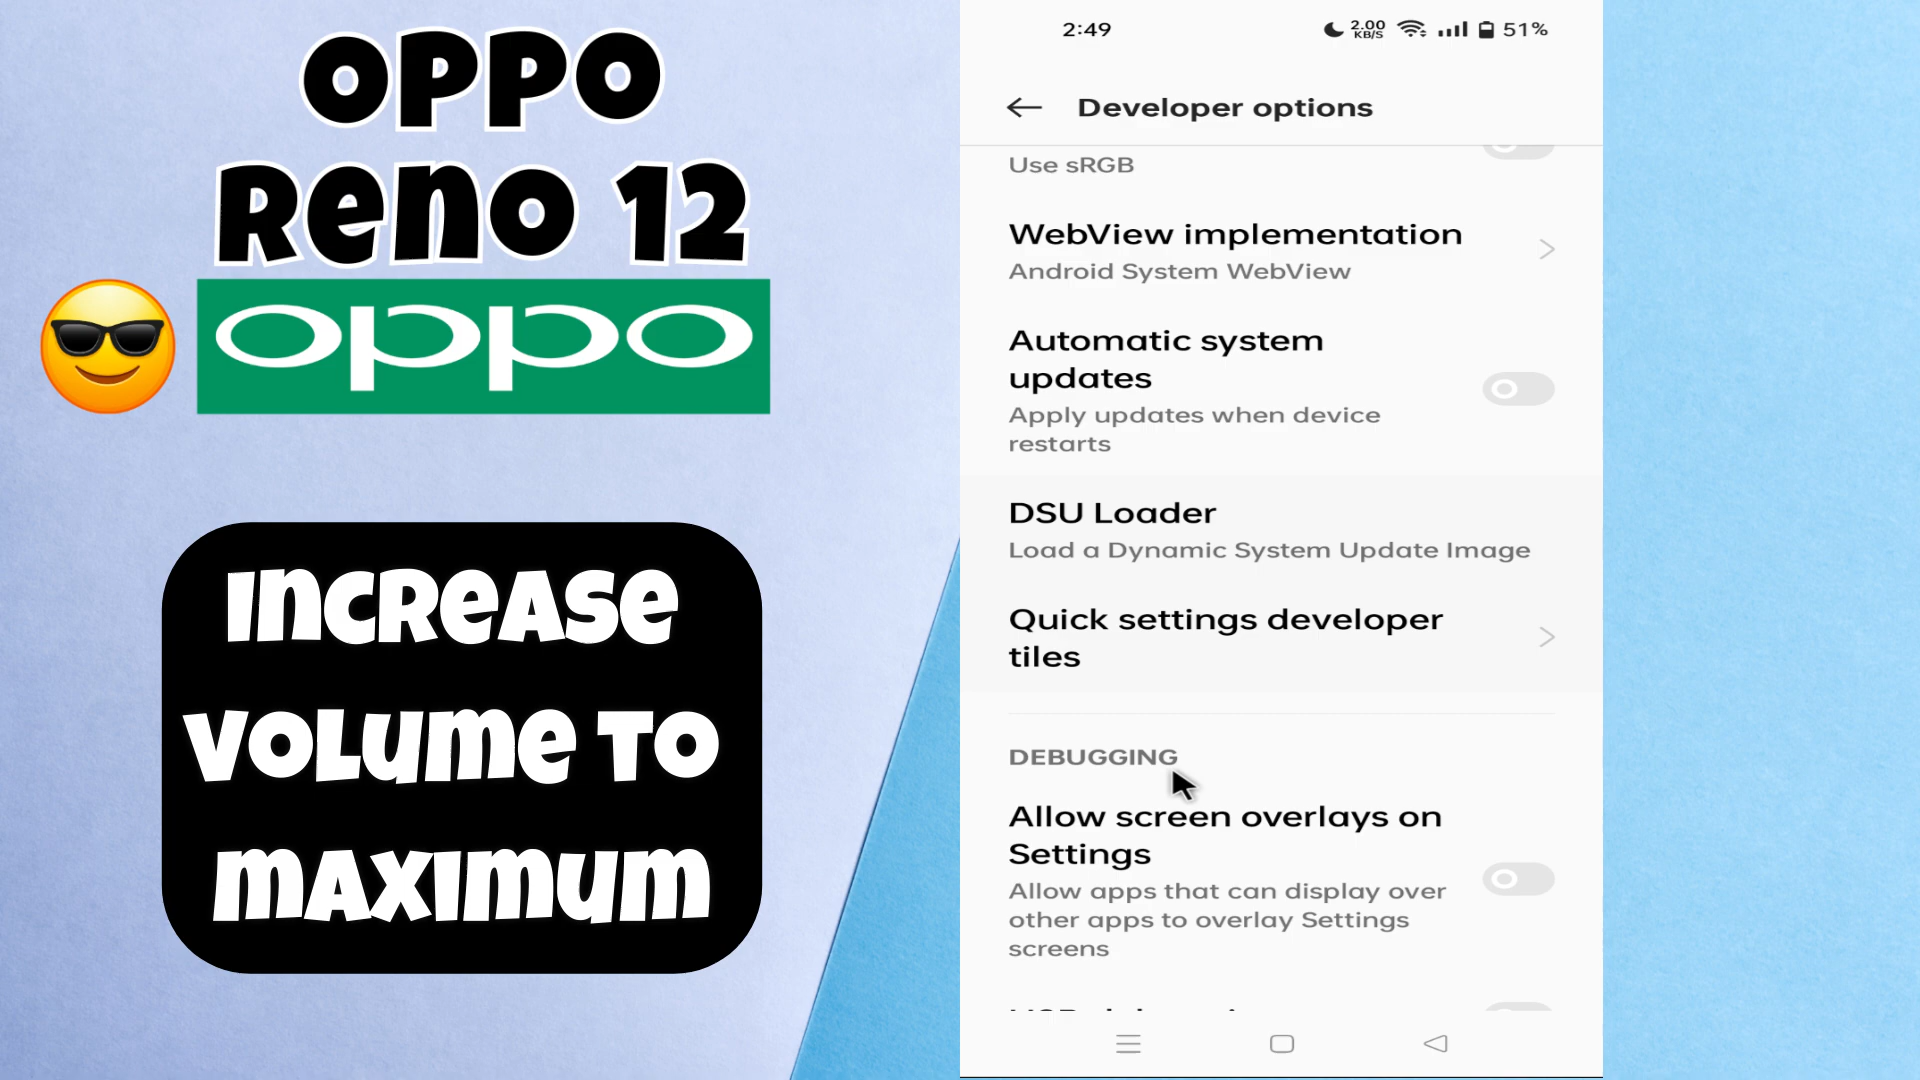 OPPO
Reno 12
oppo
INCREASE
VOLUME TO
MAXIMUM
2:49
2.00
KB/S
51%
Developer options
Use sRGB
WebView implementation
Android System WebView
Automatic system
updates
Apply updates when device
restarts
DSU Loader
Load a Dynamic System Update Image
Quick settings developer
tiles
DEBUGGING
Allow screen overlays on
Settings
Allow apps that can display over
other apps to overlay Settings
screens